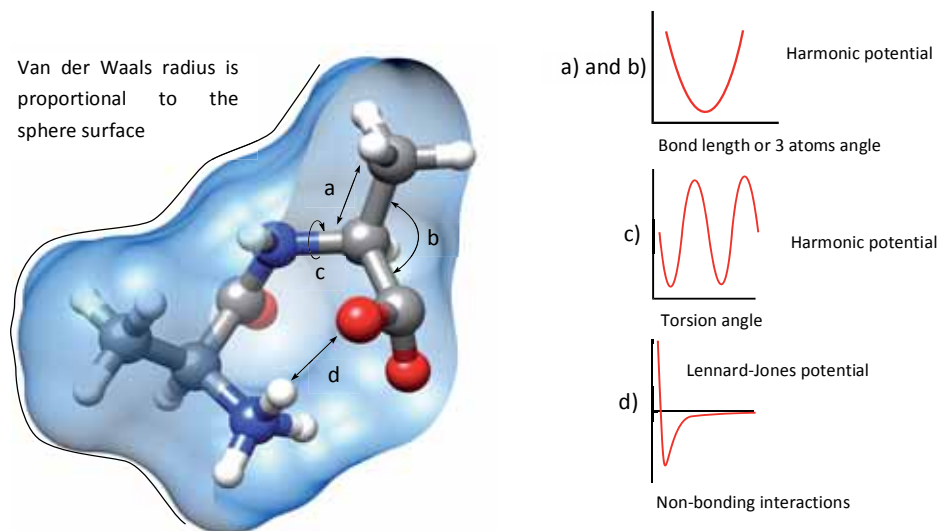 Van der Waals radius is
proportional to the
sphere surface
a
b
c
d
a) and b)
Harmonic potential
Bond length or 3 atoms angle
c)
Harmonic potential
Torsion angle
Lennard-Jones potential
d)
Non-bonding interactions